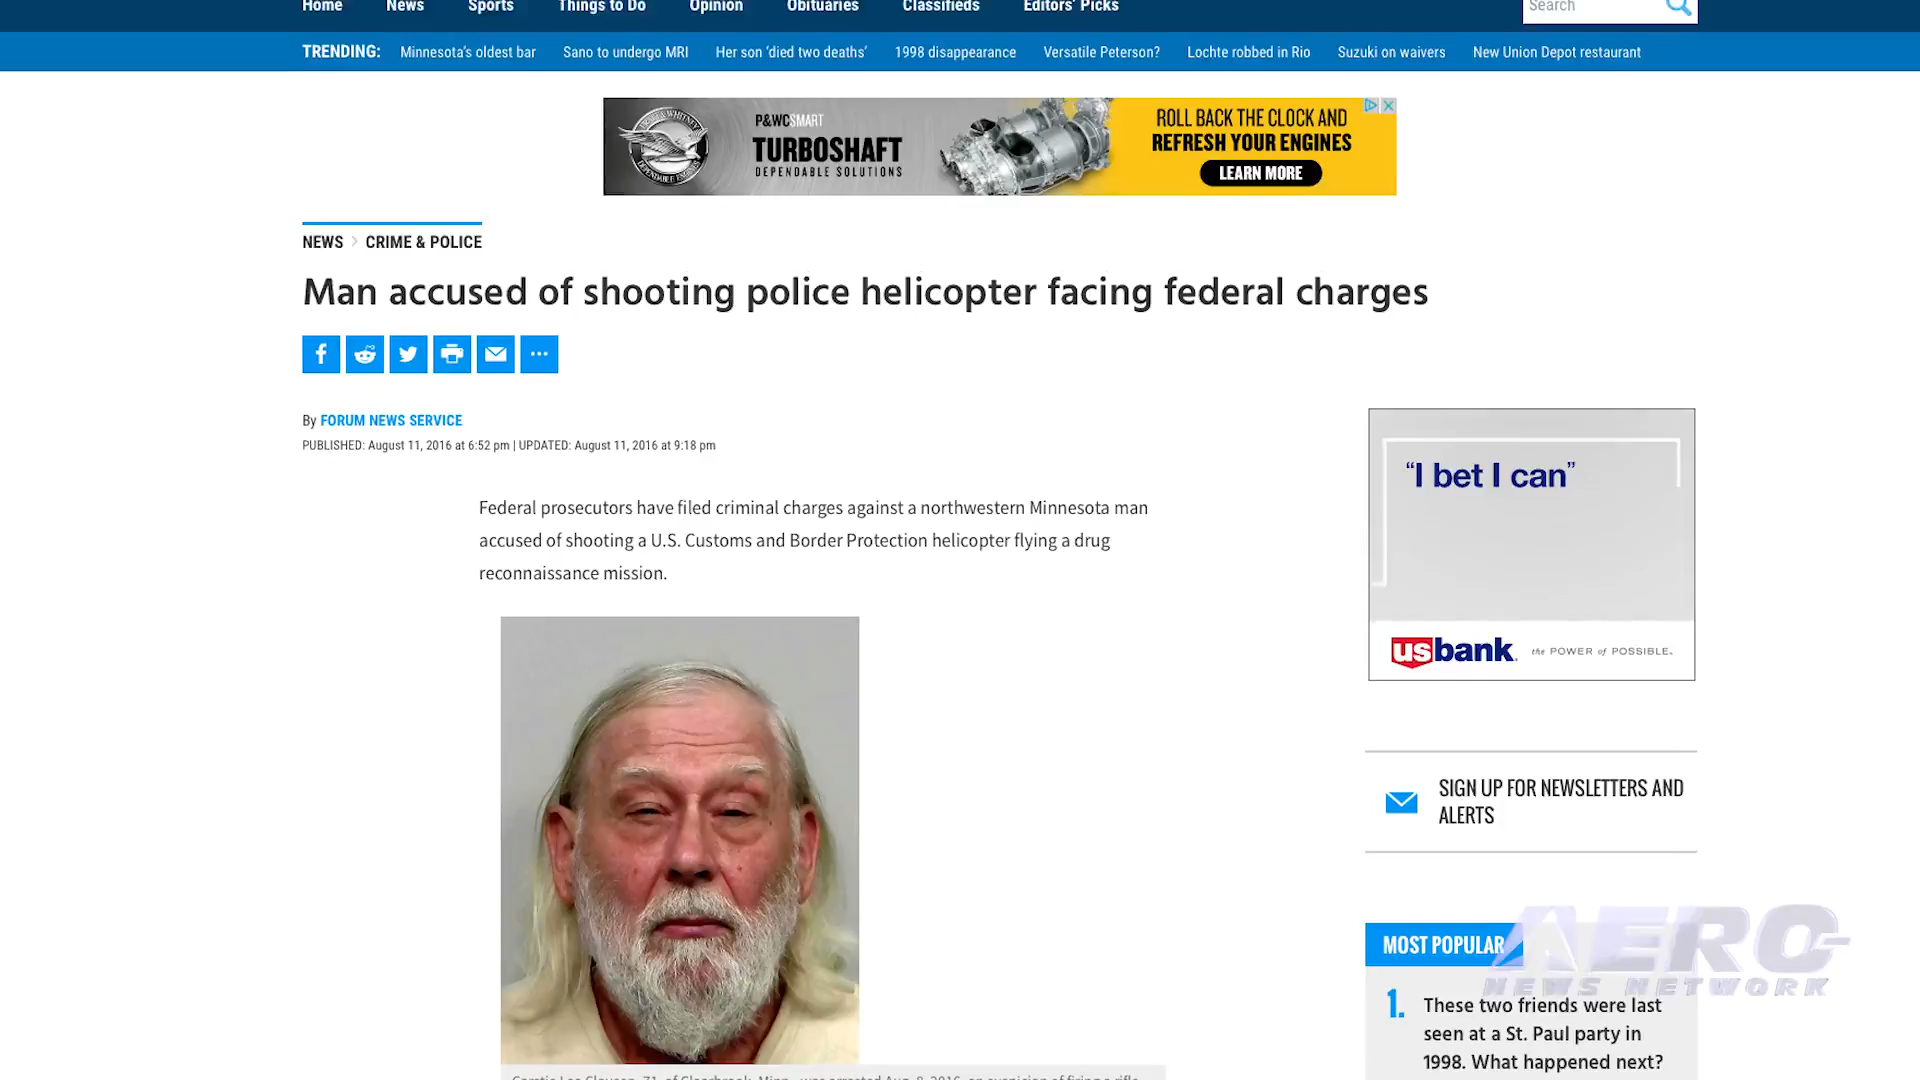 Home News Sports Things to Do Opinion Obituaries Classifieds Editors' Picks Search
TRENDING: Minnesota's oldest bar Sano to undergo MRI Her son 'died two deaths' 1998 disappearance Versatile Peterson? Lochte robbed in Rio Suzuki on waivers New Union Depot restaurant
P&WCSMART
TURBOSHAFT
DEPENDABLE SOLUTIONS
ROLL BACK THE CLOCK AND
REFRESH YOUR ENGINES
LEARN MORE
NEWS > CRIME & POLICE
Man accused of shooting police helicopter facing federal charges
By FORUM NEWS SERVICE
PUBLISHED: August 11, 2016 at 6:52 pm | UPDATED: August 11, 2016 at 9:18 pm
Federal prosecutors have filed criminal charges against a northwestern Minnesota man
accused of shooting a U.S. Customs and Border Protection helicopter flying a drug
reconnaissance mission.
"I bet I can"
usbank. the POWER of POSSIBLE.
SIGN UP FOR NEWSLETTERS AND
ALERTS
MOST POPULAR
AERO-
NEWS NETWORK
1. These two friends were last
seen at a St. Paul party in
1998. What happened next?